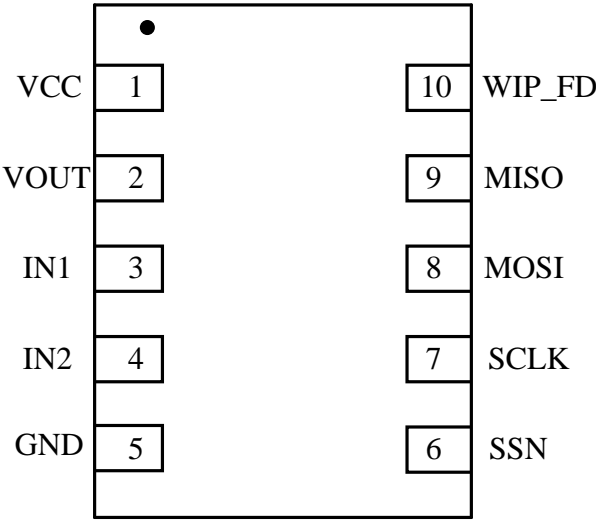 VCC 1 10 WIP_FD
VOUT 2 9 MISO
IN1 3 8 MOSI
IN2 4 7 SCLK
GND 5 6 SSN